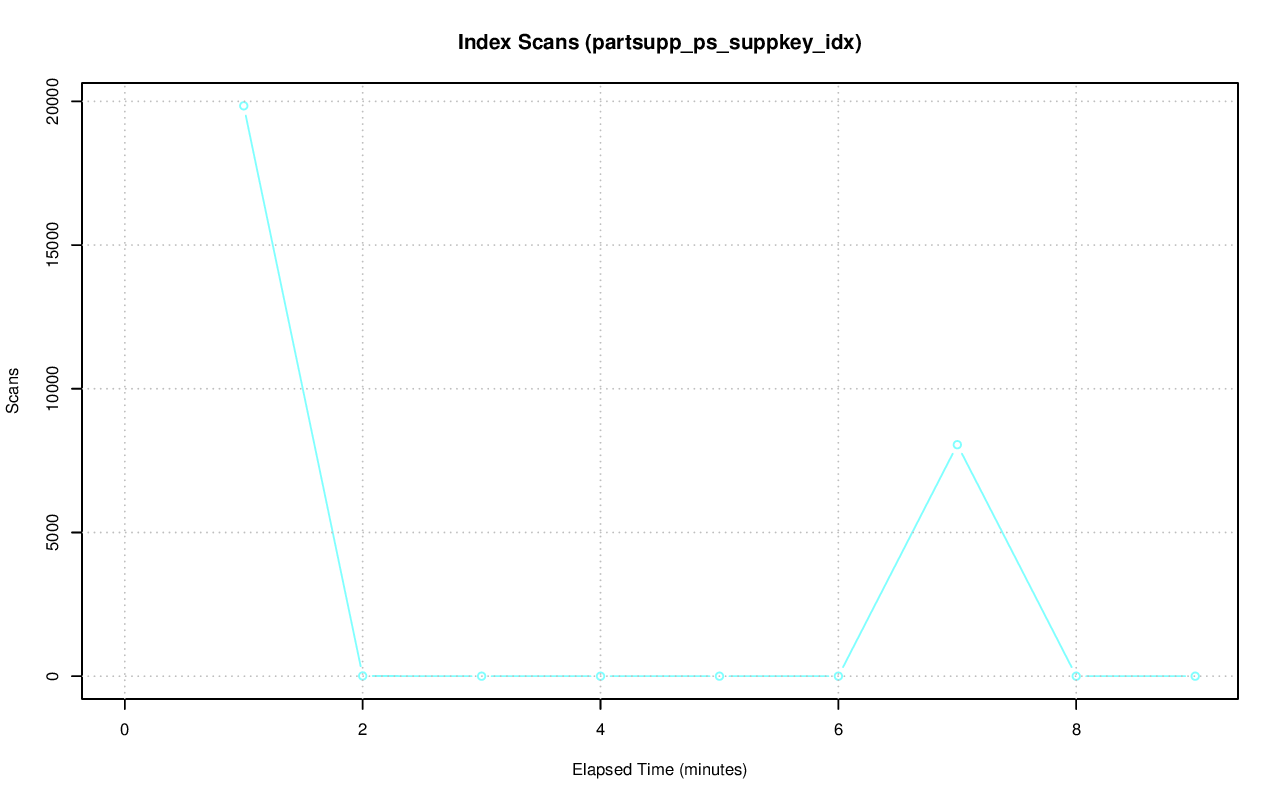 Index Scans (partsupp_ps_suppkey_idx)
20000
15000
10000
5000
0
Scans
0 2 4 6 8
Elapsed Time (minutes)